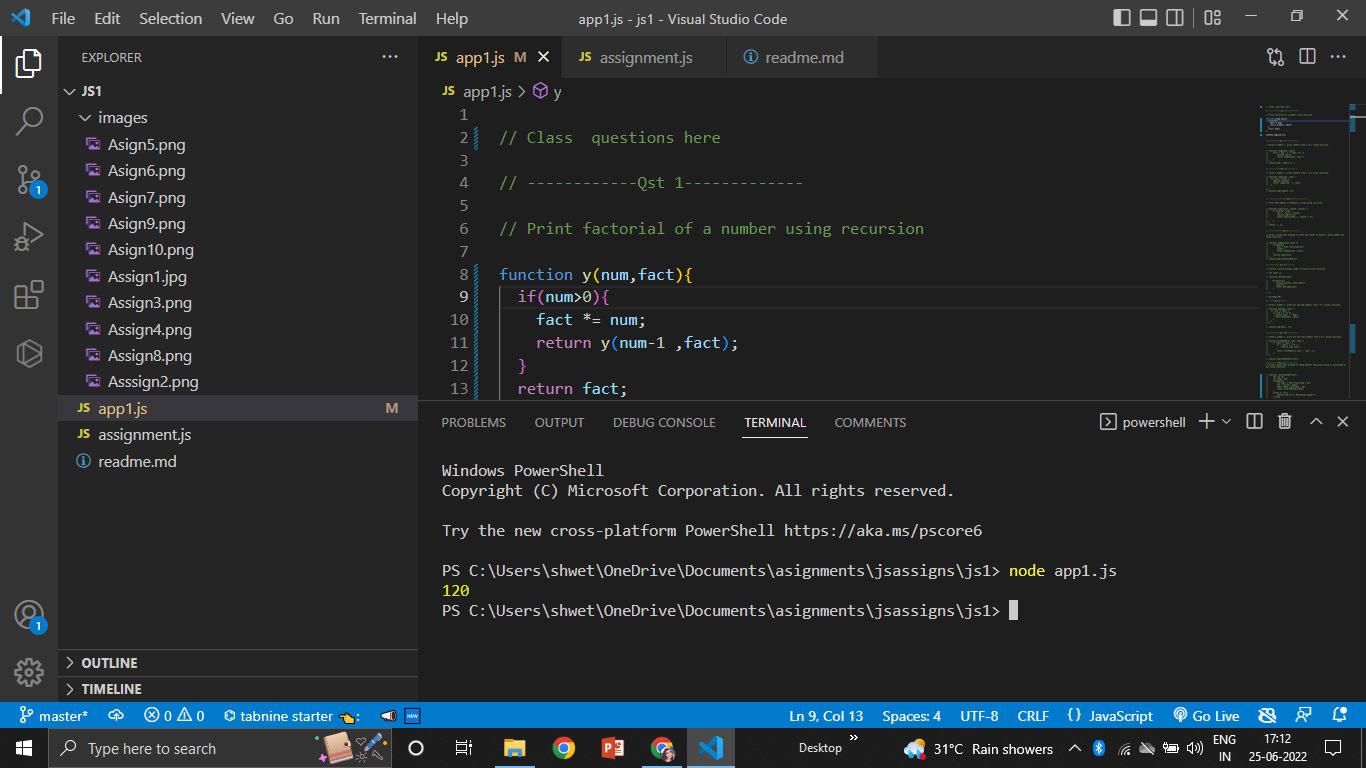 File Edit Selection View Go Run Terminal Help
app1.js - js1 - Visual Studio Code
EXPLORER
JS1
images
Asign5.png
Asign6.png
Asign7.png
Asign9.png
Asign10.png
Assign1.jpg
Assign3.png
Assign4.png
Assign8.png
Asssign2.png
JS app1.js M
JS assignment.js
readme.md
OUTLINE
TIMELINE
1
1
JS app1.js M
JS assignment.js
readme.md
JS app1.js > y
1
2 // Class  questions here
3
4 // ------------Qst 1-------------
5
6 // Print factorial of a number using recursion
7
8 function y(num,fact){
9 if(num>0){
10 fact *= num;
11 return y(num-1 ,fact);
12 }
13 return fact;
PROBLEMS OUTPUT DEBUG CONSOLE TERMINAL COMMENTS
powershell
Windows PowerShell
Copyright (C) Microsoft Corporation. All rights reserved.
Try the new cross-platform PowerShell https://aka.ms/pscore6
PS C:\Users\shwet\OneDrive\Documents\asignments\jsassigns\js1> node app1.js
120
PS C:\Users\shwet\OneDrive\Documents\asignments\jsassigns\js1>
master* 0 0 tabnine starter : NEW
Ln 9, Col 13 Spaces: 4 UTF-8 CRLF {} JavaScript Go Live
Type here to search
Desktop »
31°C Rain showers
ENG
IN
17:12
25-06-2022